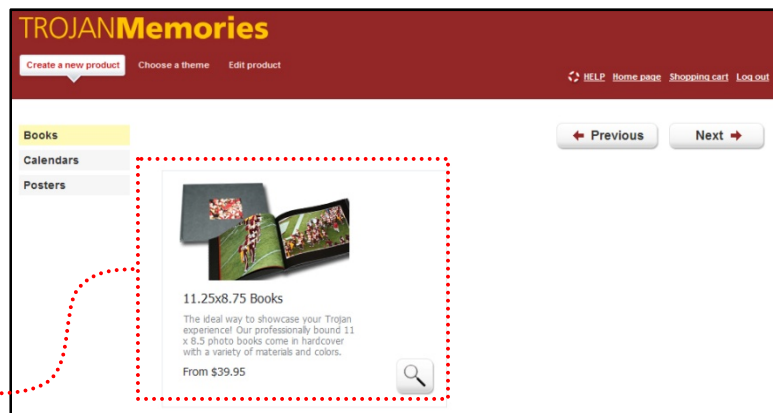 TROJANMemories
Create a new product Choose a theme Edit product
HELP Home page Shopping cart Log out
Books
Calendars
Posters
Previous Next
11.25x8.75 Books
The ideal way to showcase your Trojan
experience! Our professionally bound 11
x 8.5 photo books come in hardcover
with a variety of materials and colors.
From $39.95